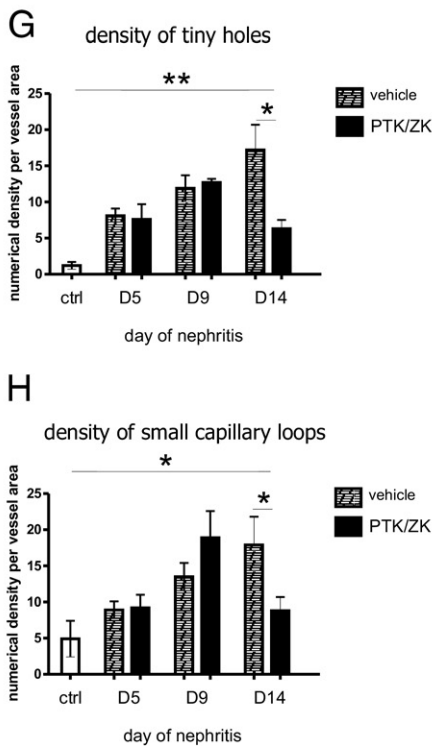 G
density of tiny holes
**
*
vehicle
PTK/ZK
numerical density per vessel area
25
20
15
10
5
0
ctrl D5 D9 D14
day of nephritis
H
density of small capillary loops
*
*
vehicle
PTK/ZK
numerical density per vessel area
25
20
15
10
5
0
ctrl D5 D9 D14
day of nephritis